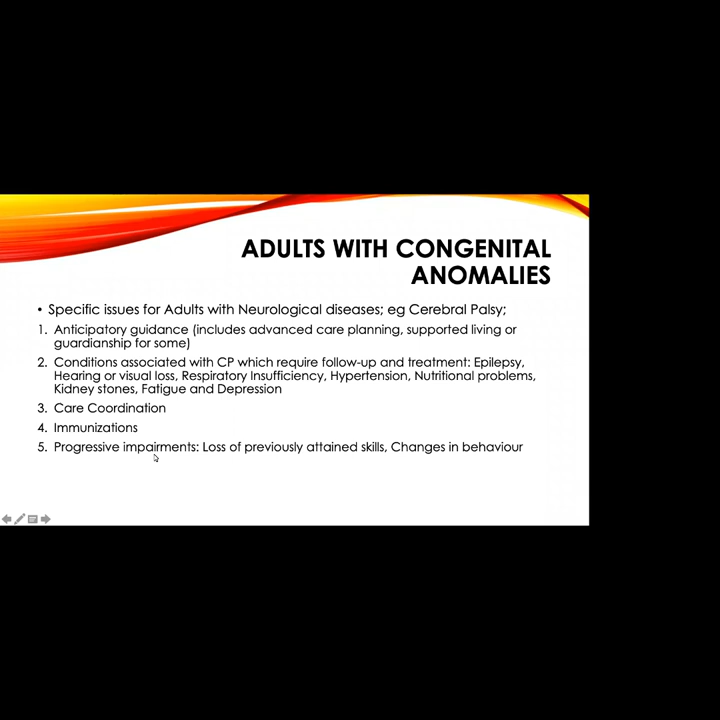 ADULTS WITH CONGENITAL
ANOMALIES
• Specific issues for Adults with Neurological diseases; eg Cerebral Palsy;
1. Anticipatory guidance (includes advanced care planning, supported living or
guardianship for some)
2. Conditions associated with CP which require follow-up and treatment: Epilepsy,
Hearing or visual loss, Respiratory Insufficiency, Hypertension, Nutritional problems,
Kidney stones, Fatigue and Depression
3. Care Coordination
4. Immunizations
5. Progressive impairments: Loss of previously attained skills, Changes in behaviour